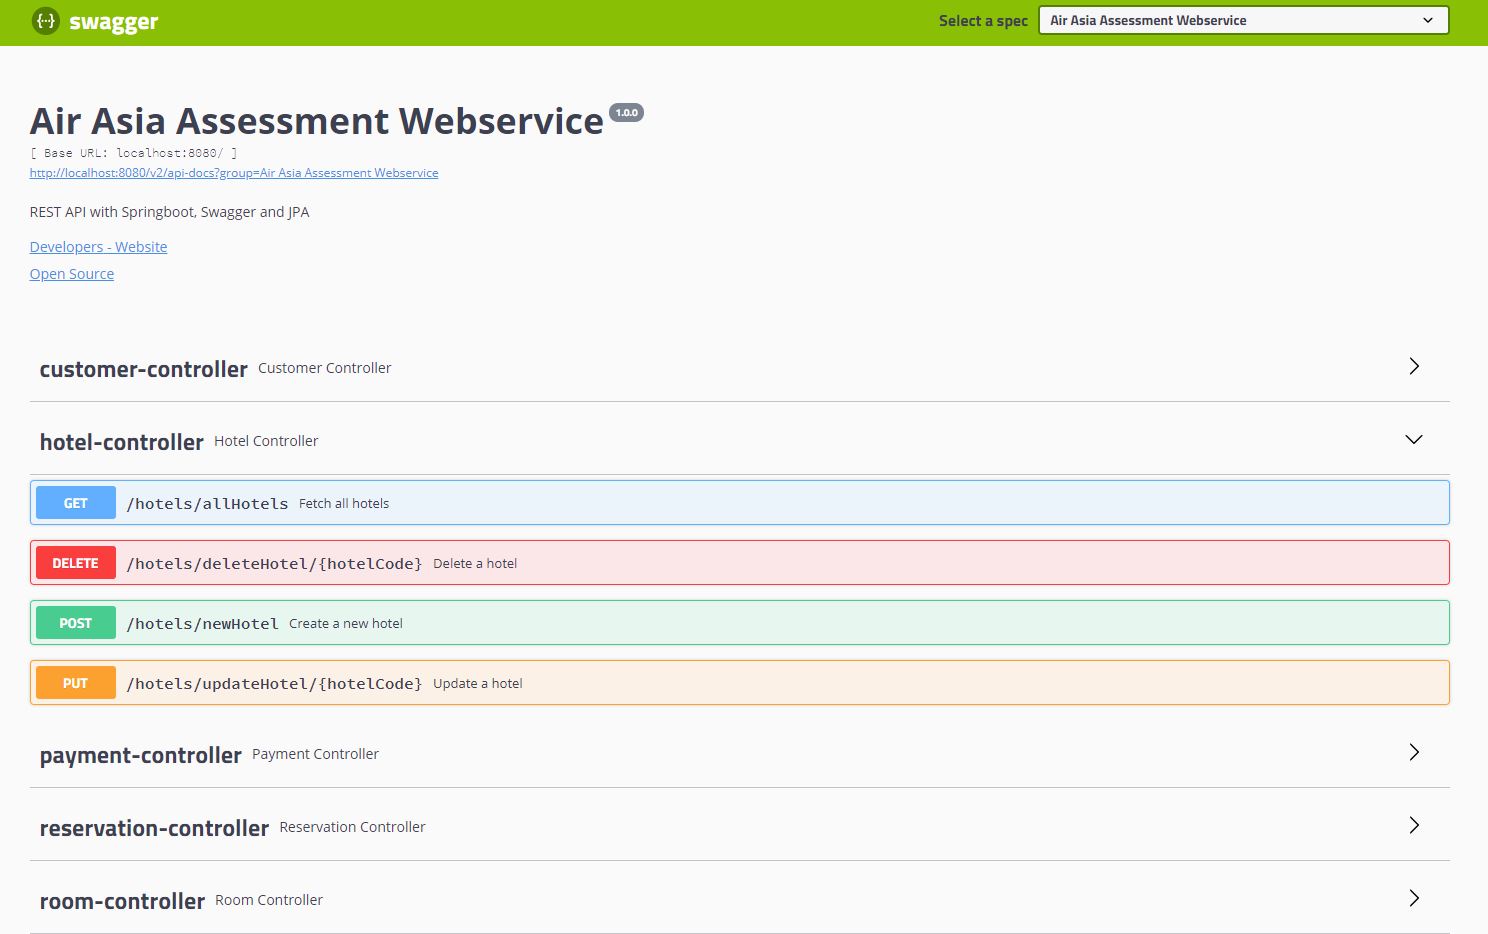 {··} swagger Select a spec Air Asia Assessment Webservice
Air Asia Assessment Webservice 1.0.0
[ Base URL: localhost:8080/ ]
http://localhost:8080/v2/api-docs?group=Air Asia Assessment Webservice
REST API with Springboot, Swagger and JPA
Developers - Website
Open Source
customer-controller Customer Controller
hotel-controller Hotel Controller
GET /hotels/allHotels Fetch all hotels
DELETE /hotels/deleteHotel/{hotelCode} Delete a hotel
POST /hotels/newHotel Create a new hotel
PUT /hotels/updateHotel/{hotelCode} Update a hotel
payment-controller Payment Controller
reservation-controller Reservation Controller
room-controller Room Controller